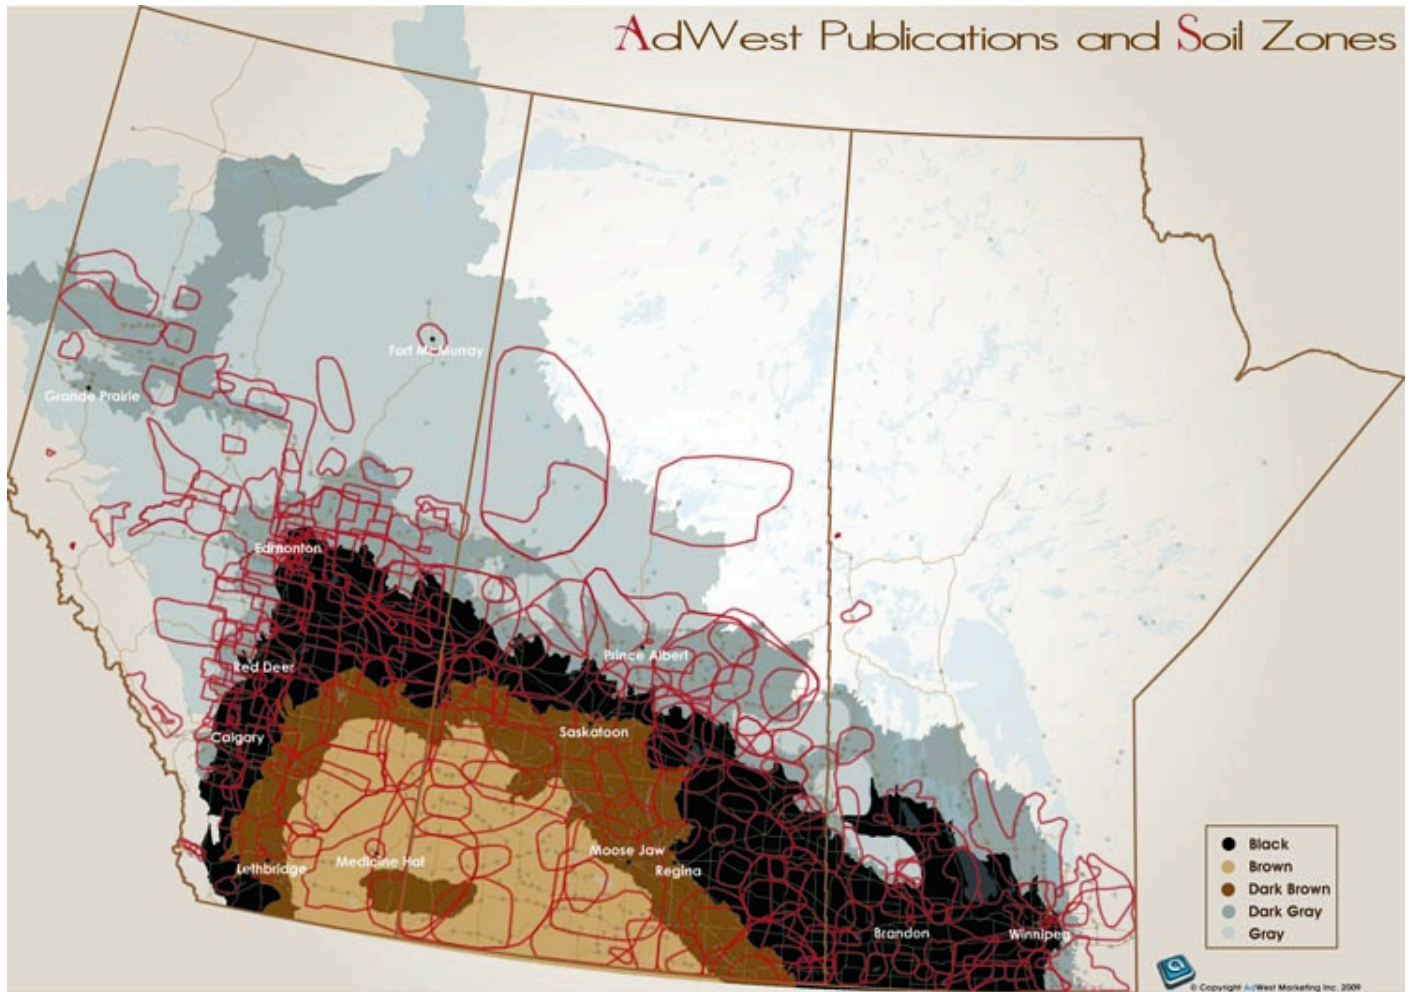 AdWest Publications and Soil Zones
Fort McMurray
Grande Prairie
Edmonton
Prince Albert
Red Deer
Saskatoon
Calgary
Moose Jaw
Medicine Hat
Lethbridge
Regina
Brandon
Winnipeg
Black
Brown
Dark Brown
Dark Gray
Gray
© Copyright AdWest Marketing Inc. 2009